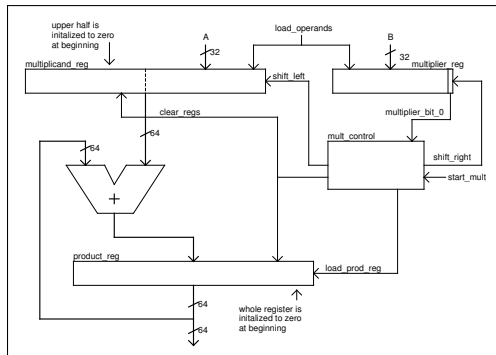 upper half is
initalized to zero
at beginning
A
load_operands
B
32
32
multiplicand_reg
multiplier_reg
shift_left
clear_regs
multiplier_bit_0
64
mult_control
64
shift_right
start_mult
+
product_reg
load_prod_reg
64
whole register is
initalized to zero
at beginning
64